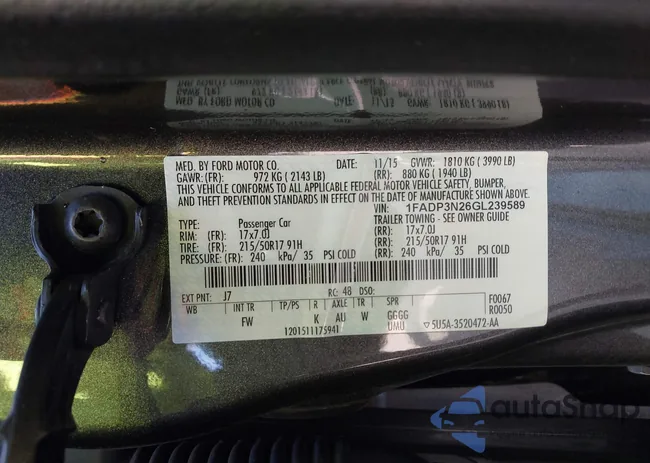 MFD. BY FORD MOTOR CO. DATE: 11/15 GVWR: 1810 KG ( 3990 LB)
GAWR: (FR): 972 KG ( 2143 LB) (RR): 880 KG ( 1940 LB)
THIS VEHICLE CONFORMS TO ALL APPLICABLE FEDERAL MOTOR VEHICLE SAFETY, BUMPER,
AND THEFT PREVENTION STANDARDS IN EFFECT ON THE DATE OF MANUFACTURE SHOWN ABOVE.
VIN: 1FADP3N26GL239589
TYPE: Passenger Car TRAILER TOWING - SEE OWNER GUIDE
RIM: (FR): 17x7.0J (RR): 17x7.0J
TIRE: (FR): 215/50R17 91H (RR): 215/50R17 91H
PRESSURE: (FR): 240 kPa/ 35 PSI COLD (RR): 240 kPa/ 35 PSI COLD
EXT PNT: J7 RC: 48 DSO:
WB INT TR TP/PS R AXLE TR SPR F0067
FW K AU W GGGG R0050
1201511175941 UMU 5U5A-3520472-AA
autoSnap